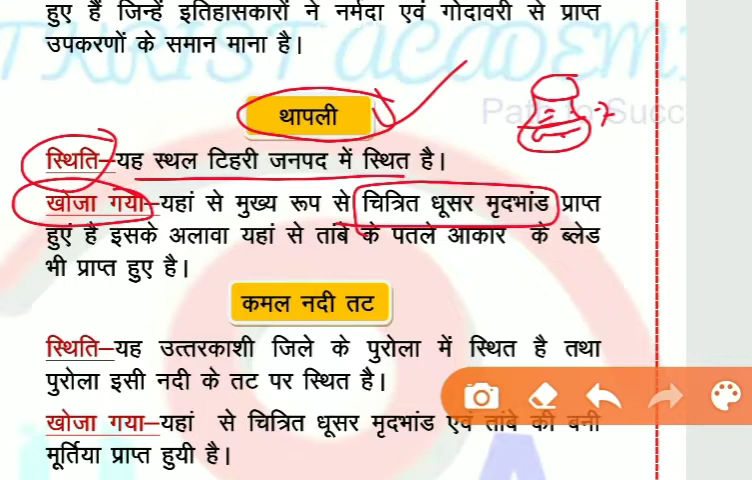 हुए हैं जिन्हें इतिहासकारों ने नर्मदा एवं गोदावरी से प्राप्त
उपकरणों के समान माना है।
थापली
स्थिति–यह स्थल टिहरी जनपद में स्थित है।
खोजा गया–यहां से मुख्य रूप से चित्रित धूसर मृदभांड प्राप्त
हुएं हैं इसके अलावा यहां से तांबे के पतले आकार के ब्लेड
भी प्राप्त हुए है।
कमल नदी तट
स्थिति–यह उत्तरकाशी जिले के पुरोला में स्थित है तथा
पुरोला इसी नदी के तट पर स्थित है।
खोजा गया–यहां से चित्रित धूसर मृदभांड एवं तांबे की बनी
मूर्तिया प्राप्त हुयी है।